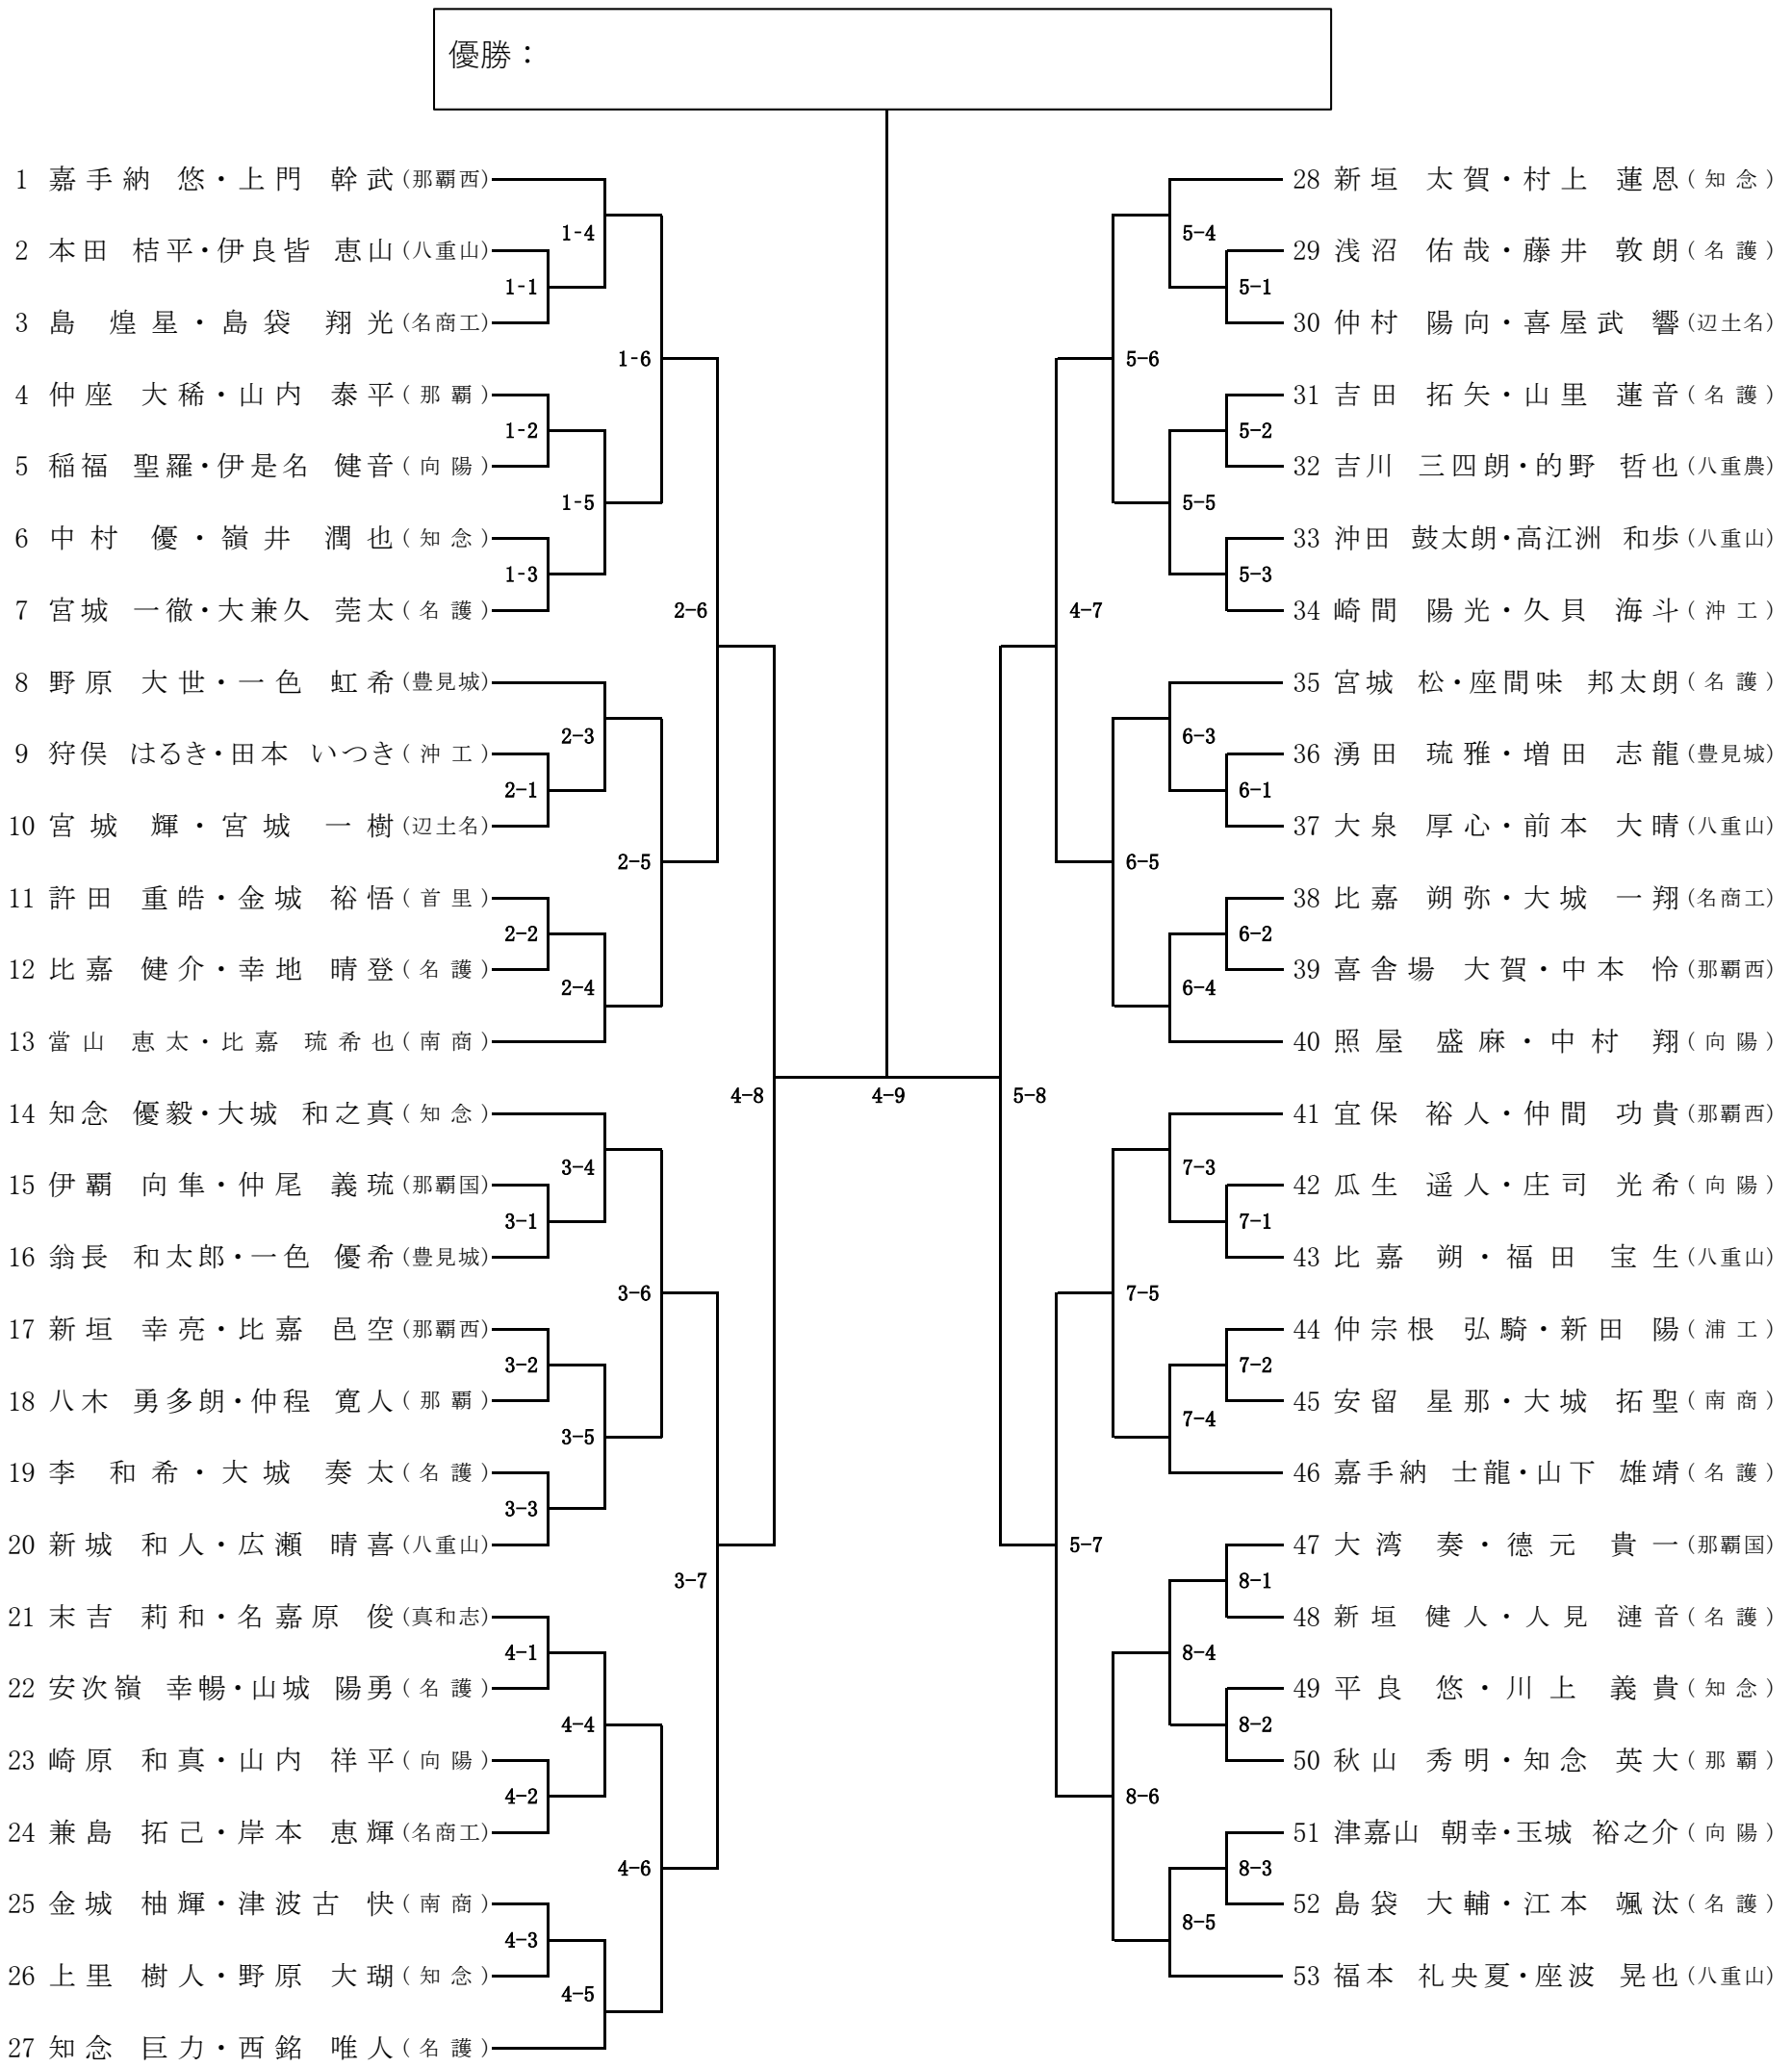 優勝：
1 嘉手納 悠・上門 幹武(那覇西)
2 本田 桔平・伊良皆 恵山(八重山)
3 島 煌星・島袋 翔光(名商工)
4 仲座 大稀・山内 泰平(那覇)
5 稲福 聖羅・伊是名 健音(向陽)
6 中村 優・嶺井 潤也(知念)
7 宮城 一徹・大兼久 莞太(名護)
8 野原 大世・一色 虹希(豊見城)
9 狩俣 はるき・田本 いつき(沖工)
10 宮城 輝・宮城 一樹(辺土名)
11 許田 重皓・金城 裕悟(首里)
12 比嘉 健介・幸地 晴登(名護)
13 當山 恵太・比嘉 琉希也(南商)
14 知念 優毅・大城 和之真(知念)
15 伊覇 向隼・仲尾 義琉(那覇国)
16 翁長 和太郎・一色 優希(豊見城)
17 新垣 幸亮・比嘉 邑空(那覇西)
18 八木 勇多朗・仲程 寛人(那覇)
19 李 和希・大城 奏太(名護)
20 新城 和人・広瀬 晴喜(八重山)
21 末吉 莉和・名嘉原 俊(真和志)
22 安次嶺 幸暢・山城 陽勇(名護)
23 崎原 和真・山内 祥平(向陽)
24 兼島 拓己・岸本 恵輝(名商工)
25 金城 柚輝・津波古 快(南商)
26 上里 樹人・野原 大瑚(知念)
27 知念 巨力・西銘 唯人(名護)
1-1
1-2
1-3
1-4
1-5
1-6
2-1
2-2
2-3
2-4
2-5
2-6
3-1
3-2
3-3
3-4
3-5
3-6
3-7
4-1
4-2
4-3
4-4
4-5
4-6
4-8
4-9
5-8
4-7
5-7
5-6
6-5
7-5
8-6
5-4
5-5
6-3
6-4
7-3
7-4
8-4
8-5
5-1
5-2
5-3
6-1
6-2
7-1
7-2
8-1
8-2
8-3
28 新垣 太賀・村上 蓮恩(知念)
29 浅沼 佑哉・藤井 敦朗(名護)
30 仲村 陽向・喜屋武 響(辺土名)
31 吉田 拓矢・山里 蓮音(名護)
32 吉川 三四朗・的野 哲也(八重農)
33 沖田 鼓太朗・高江洲 和歩(八重山)
34 崎間 陽光・久貝 海斗(沖工)
35 宮城 松・座間味 邦太朗(名護)
36 湧田 琉雅・増田 志龍(豊見城)
37 大泉 厚心・前本 大晴(八重山)
38 比嘉 朔弥・大城 一翔(名商工)
39 喜舎場 大賀・中本 怜(那覇西)
40 照屋 盛麻・中村 翔(向陽)
41 宜保 裕人・仲間 功貴(那覇西)
42 瓜生 遥人・庄司 光希(向陽)
43 比嘉 朔・福田 宝生(八重山)
44 仲宗根 弘騎・新田 陽(浦工)
45 安留 星那・大城 拓聖(南商)
46 嘉手納 士龍・山下 雄靖(名護)
47 大湾 奏・德元 貴一(那覇国)
48 新垣 健人・人見 漣音(名護)
49 平良 悠・川上 義貴(知念)
50 秋山 秀明・知念 英大(那覇)
51 津嘉山 朝幸・玉城 裕之介(向陽)
52 島袋 大輔・江本 颯汰(名護)
53 福本 礼央夏・座波 晃也(八重山)